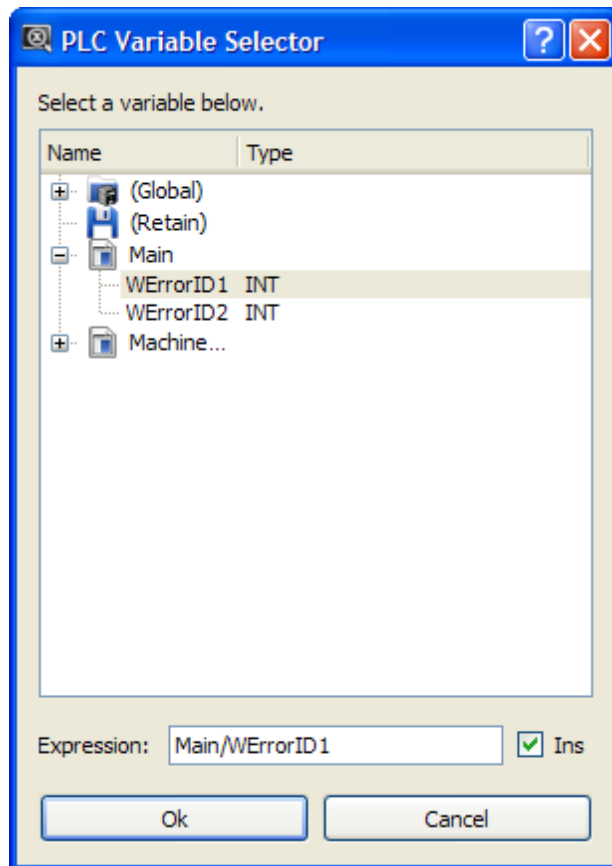 PLC Variable Selector
Select a variable below.
Name Type
(Global)
(Retain)
Main
WErrorID1 INT
WErrorID2 INT
Machine...
Expression: Main/WErrorID1 Ins
Ok Cancel